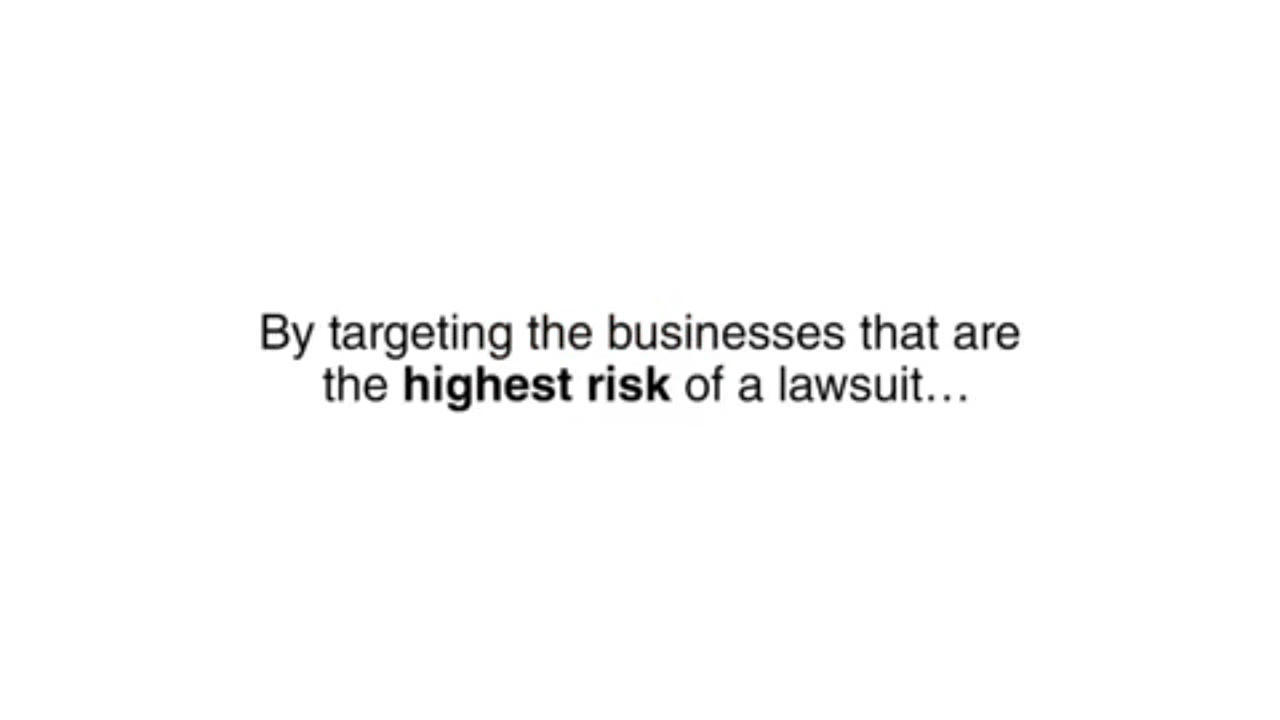 By targeting the businesses that are
the highest risk of a lawsuit…